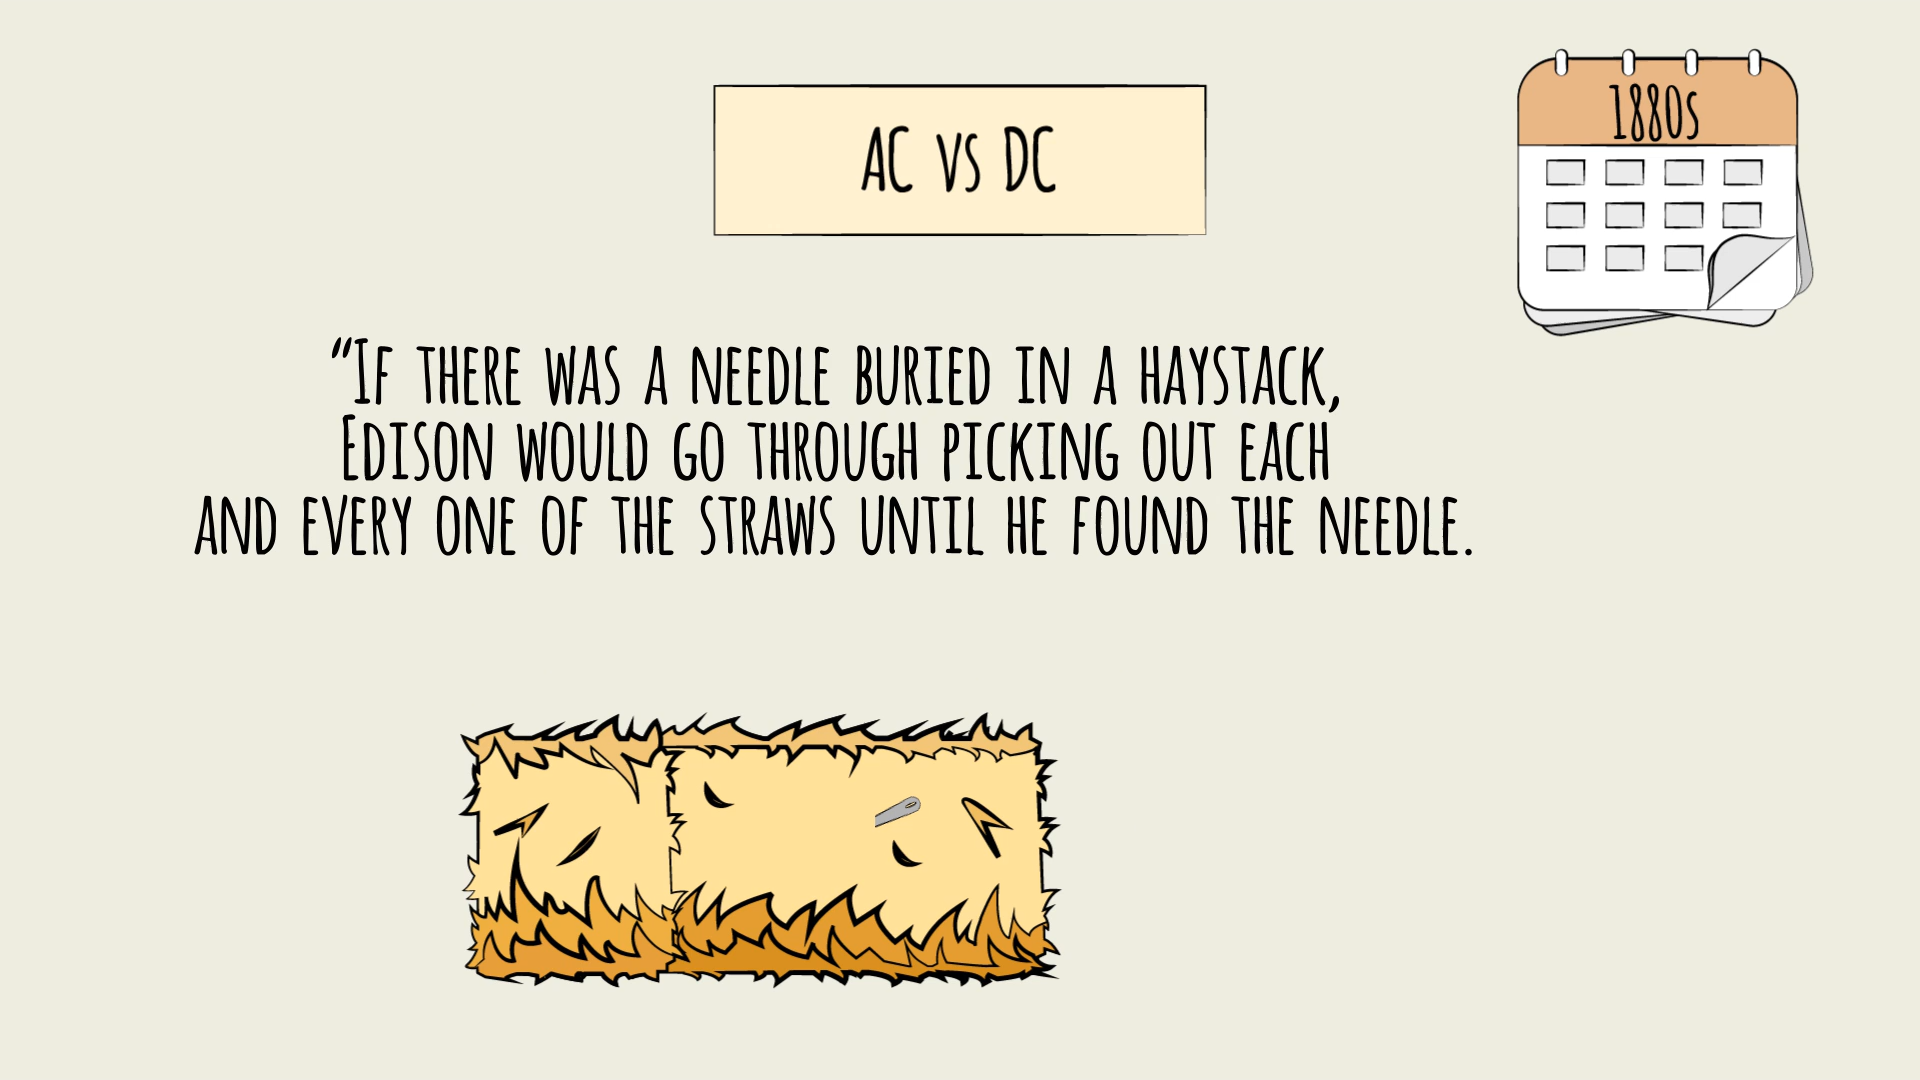 AC vs DC
1880s
“If there was a needle buried in a haystack,
Edison would go through picking out each
and every one of the straws until he found the needle.